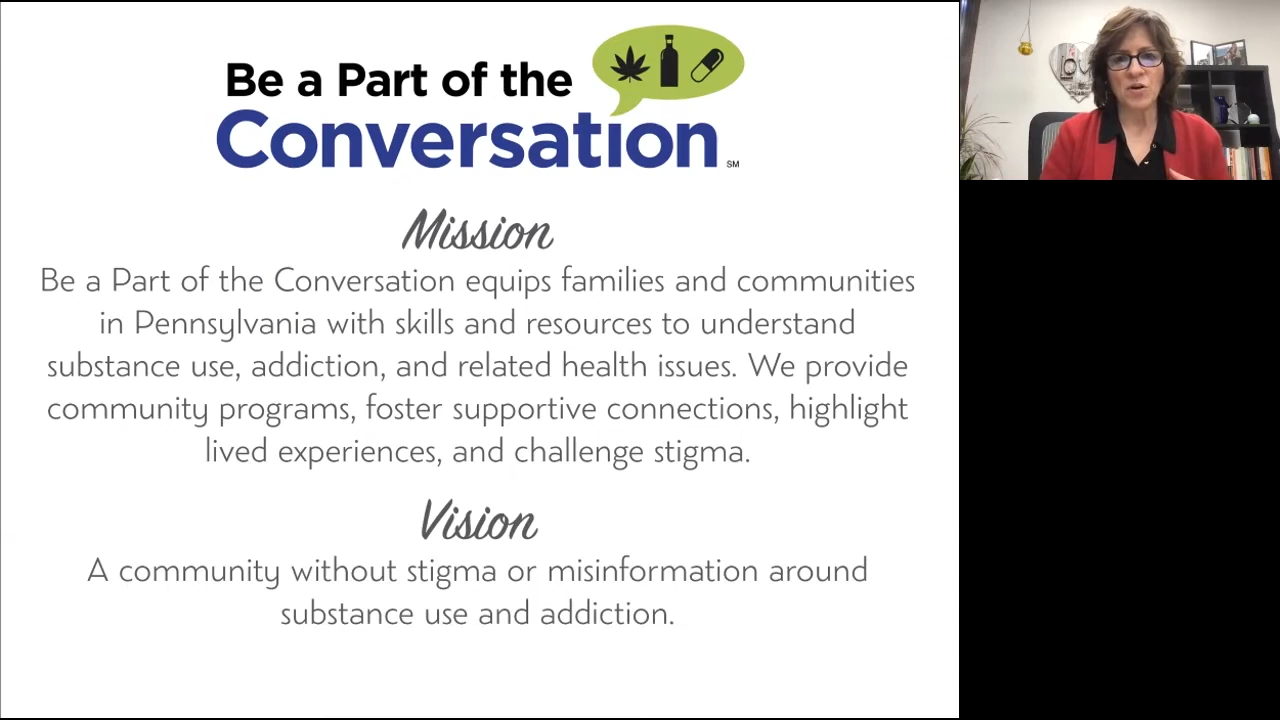 Be a Part of the
Conversation SM
Mission
Be a Part of the Conversation equips families and communities
in Pennsylvania with skills and resources to understand
substance use, addiction, and related health issues. We provide
community programs, foster supportive connections, highlight
lived experiences, and challenge stigma.
Vision
A community without stigma or misinformation around
substance use and addiction.